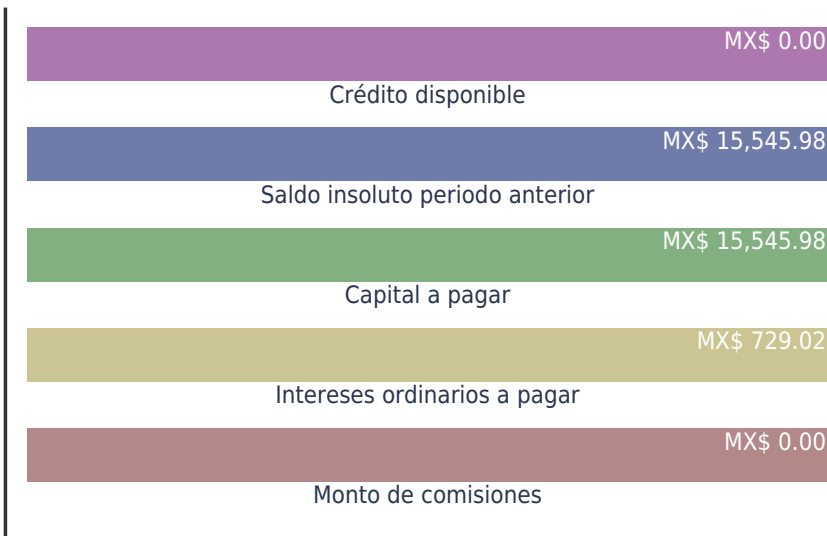 MX$ 0.00
Crédito disponible
MX$ 15,545.98
Saldo insoluto periodo anterior
MX$ 15,545.98
Capital a pagar
MX$ 729.02
Intereses ordinarios a pagar
MX$ 0.00
Monto de comisiones